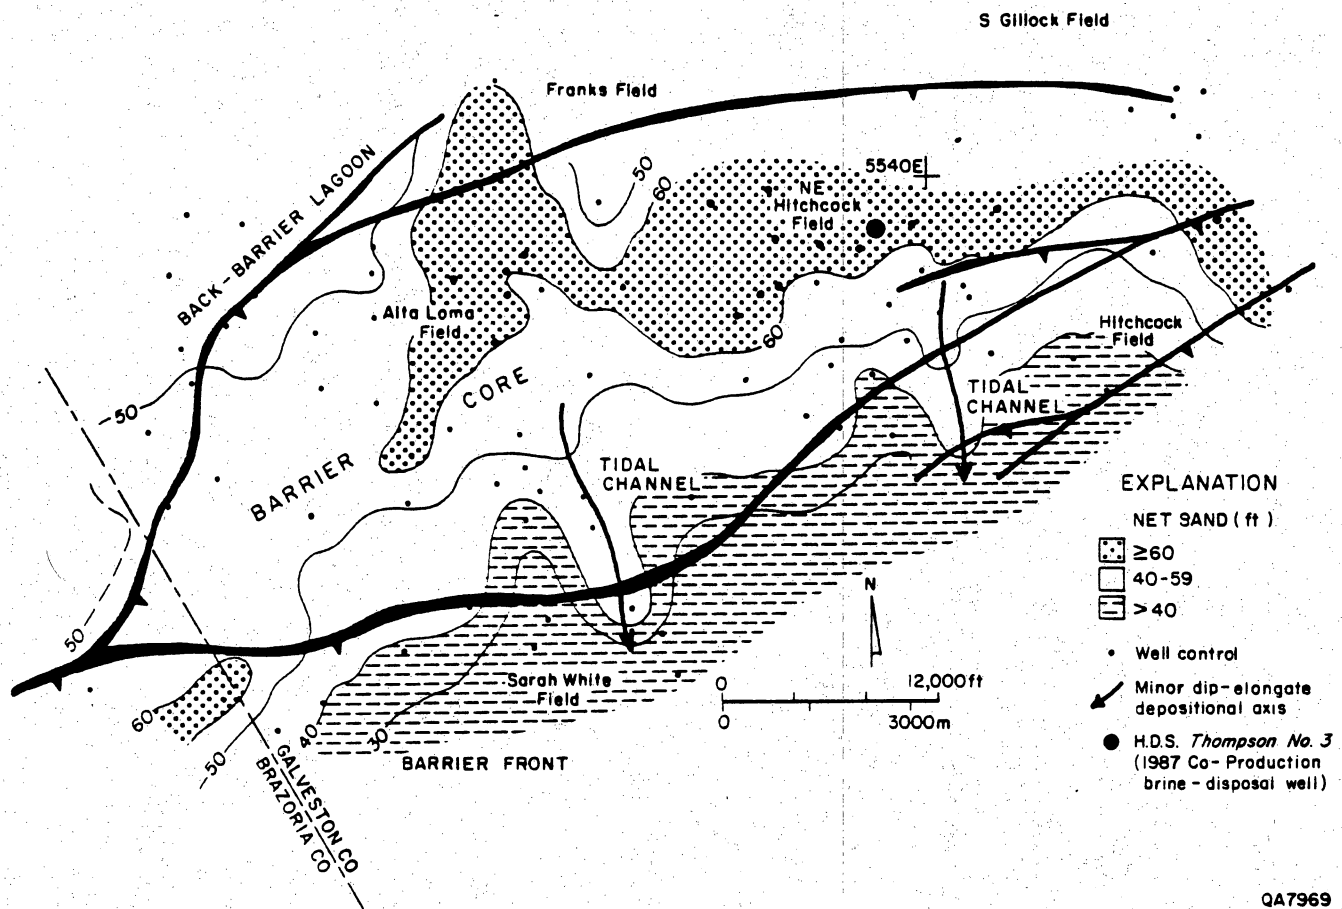 S Gillock Field
Franks Field
BACK-BARRIER LAGOON
50
60
5540E
NE
Hitchcock
Field
Alta Loma
Field
60
Hitchcock
Field
50
BARRIER CORE
TIDAL
CHANNEL
TIDAL
CHANNEL
50
60
50
40
30
Sarah White
Field
BARRIER FRONT
GALVESTON CO
BRAZORIA CO
N
0 12,000ft
0 3000m
EXPLANATION
NET SAND (ft)
≥60
40-59
>40
Well control
Minor dip-elongate
depositional axis
H.D.S. Thompson No. 3
(1987 Co-Production
brine-disposal well)
QA7969